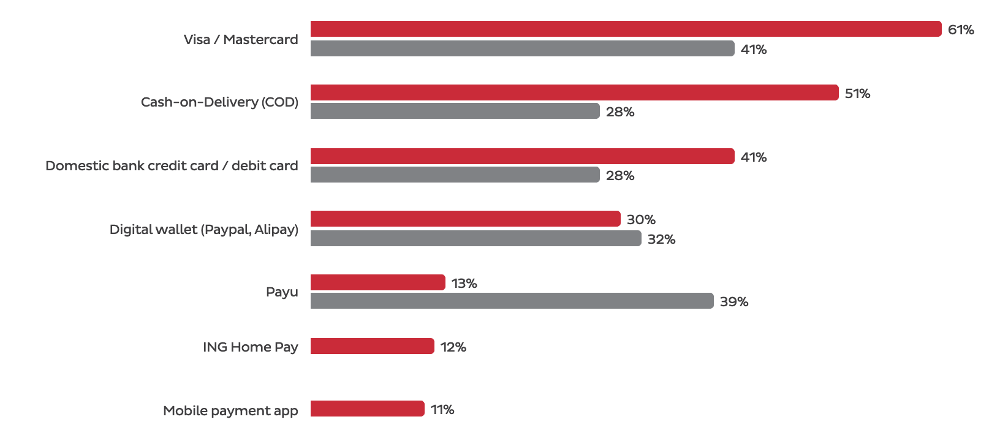 Visa / Mastercard
61%
41%
Cash-on-Delivery (COD)
51%
28%
Domestic bank credit card / debit card
41%
28%
Digital wallet (Paypal, Alipay)
30%
32%
Payu
13%
39%
ING Home Pay
12%
Mobile payment app
11%